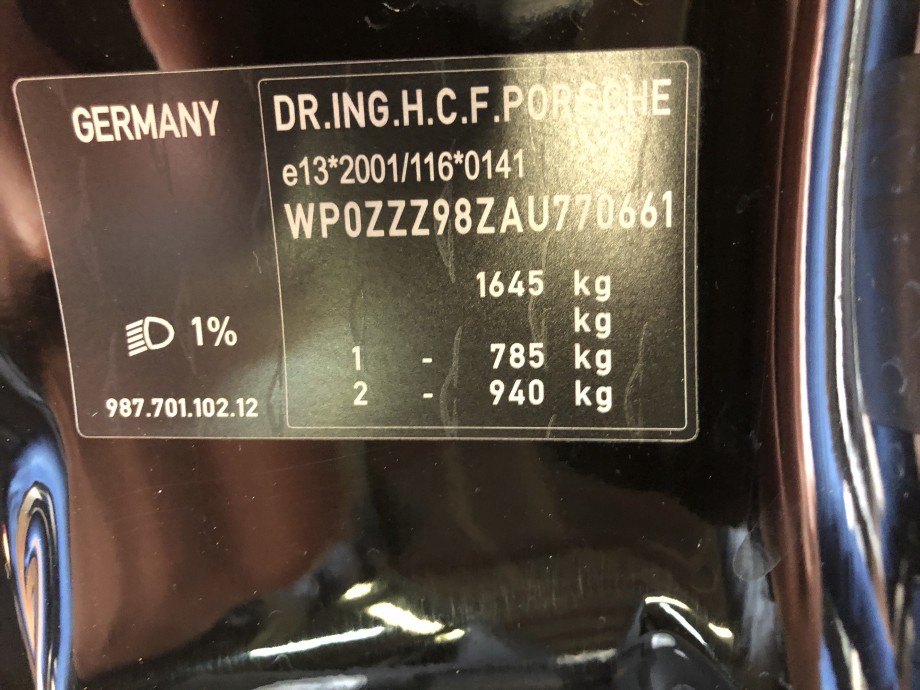 GERMANY
DR.ING.H.C.F.PORSCHE
e13*2001/116*0141
WP0ZZZ98ZAU770661
1645 kg
kg
1 - 785 kg
2 - 940 kg
1%
987.701.102.12